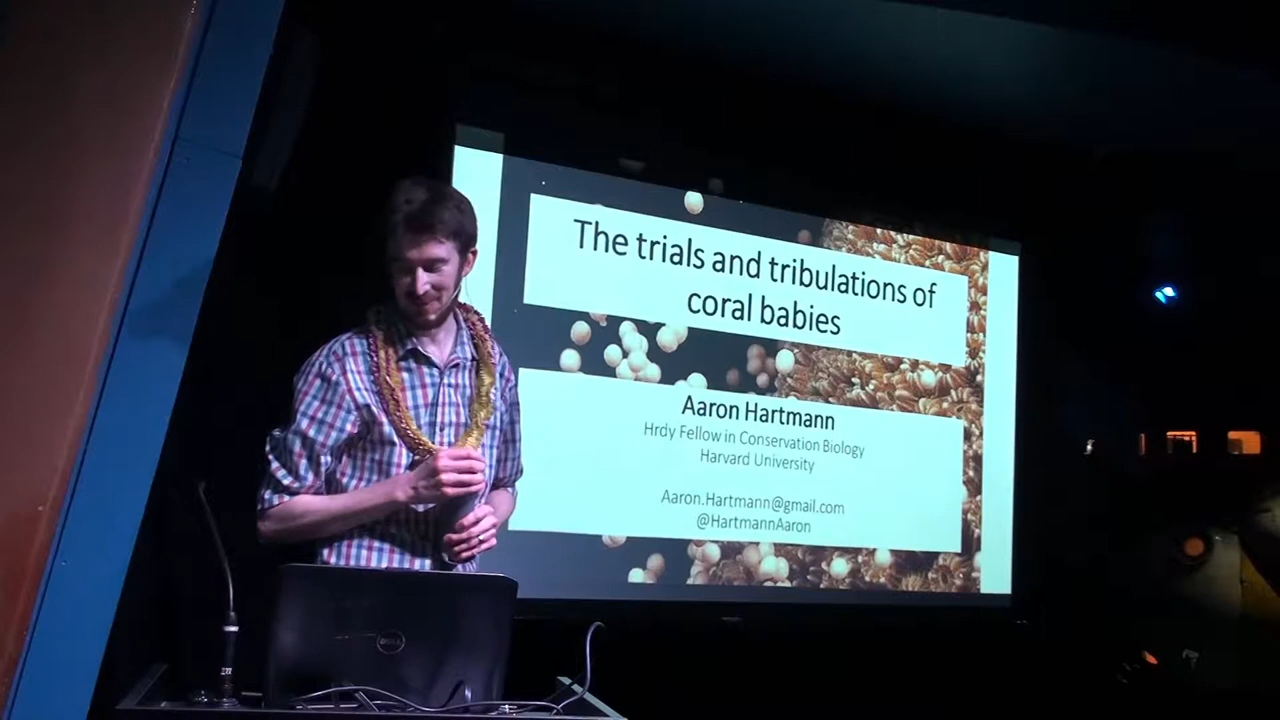 The trials and tribulations of
coral babies
Aaron Hartmann
Hrdy Fellow in Conservation Biology
Harvard University
Aaron.Hartmann@gmail.com
@HartmannAaron
DELL